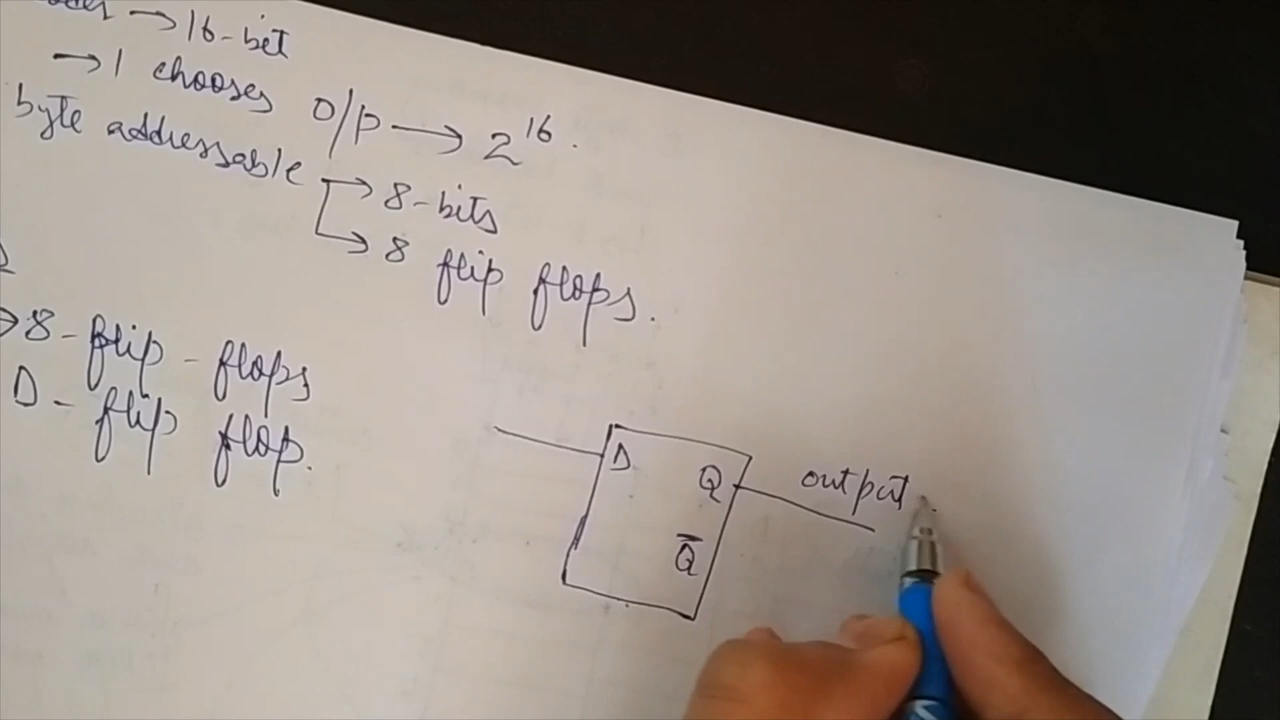 → 16-bit
→ 1 chooses O/P → 2^16.
byte addressable → 8-bits
→ 8 flip flops.
→ 8-flip-flops
D-flip flop.
D
Q
output.
Q̅